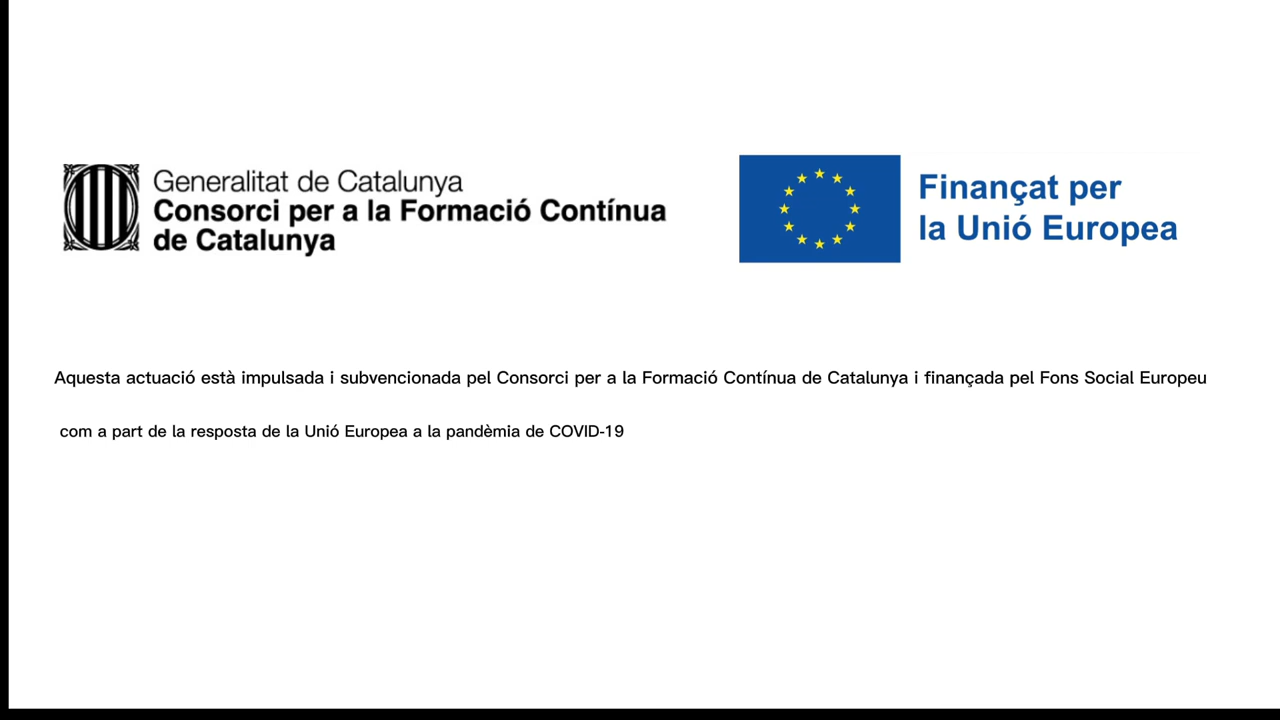 Generalitat de Catalunya
Consorci per a la Formació Contínua
de Catalunya
Finançat per
la Unió Europea
Aquesta actuació està impulsada i subvencionada pel Consorci per a la Formació Contínua de Catalunya i finançada pel Fons Social Europeu
com a part de la resposta de la Unió Europea a la pandèmia de COVID-19